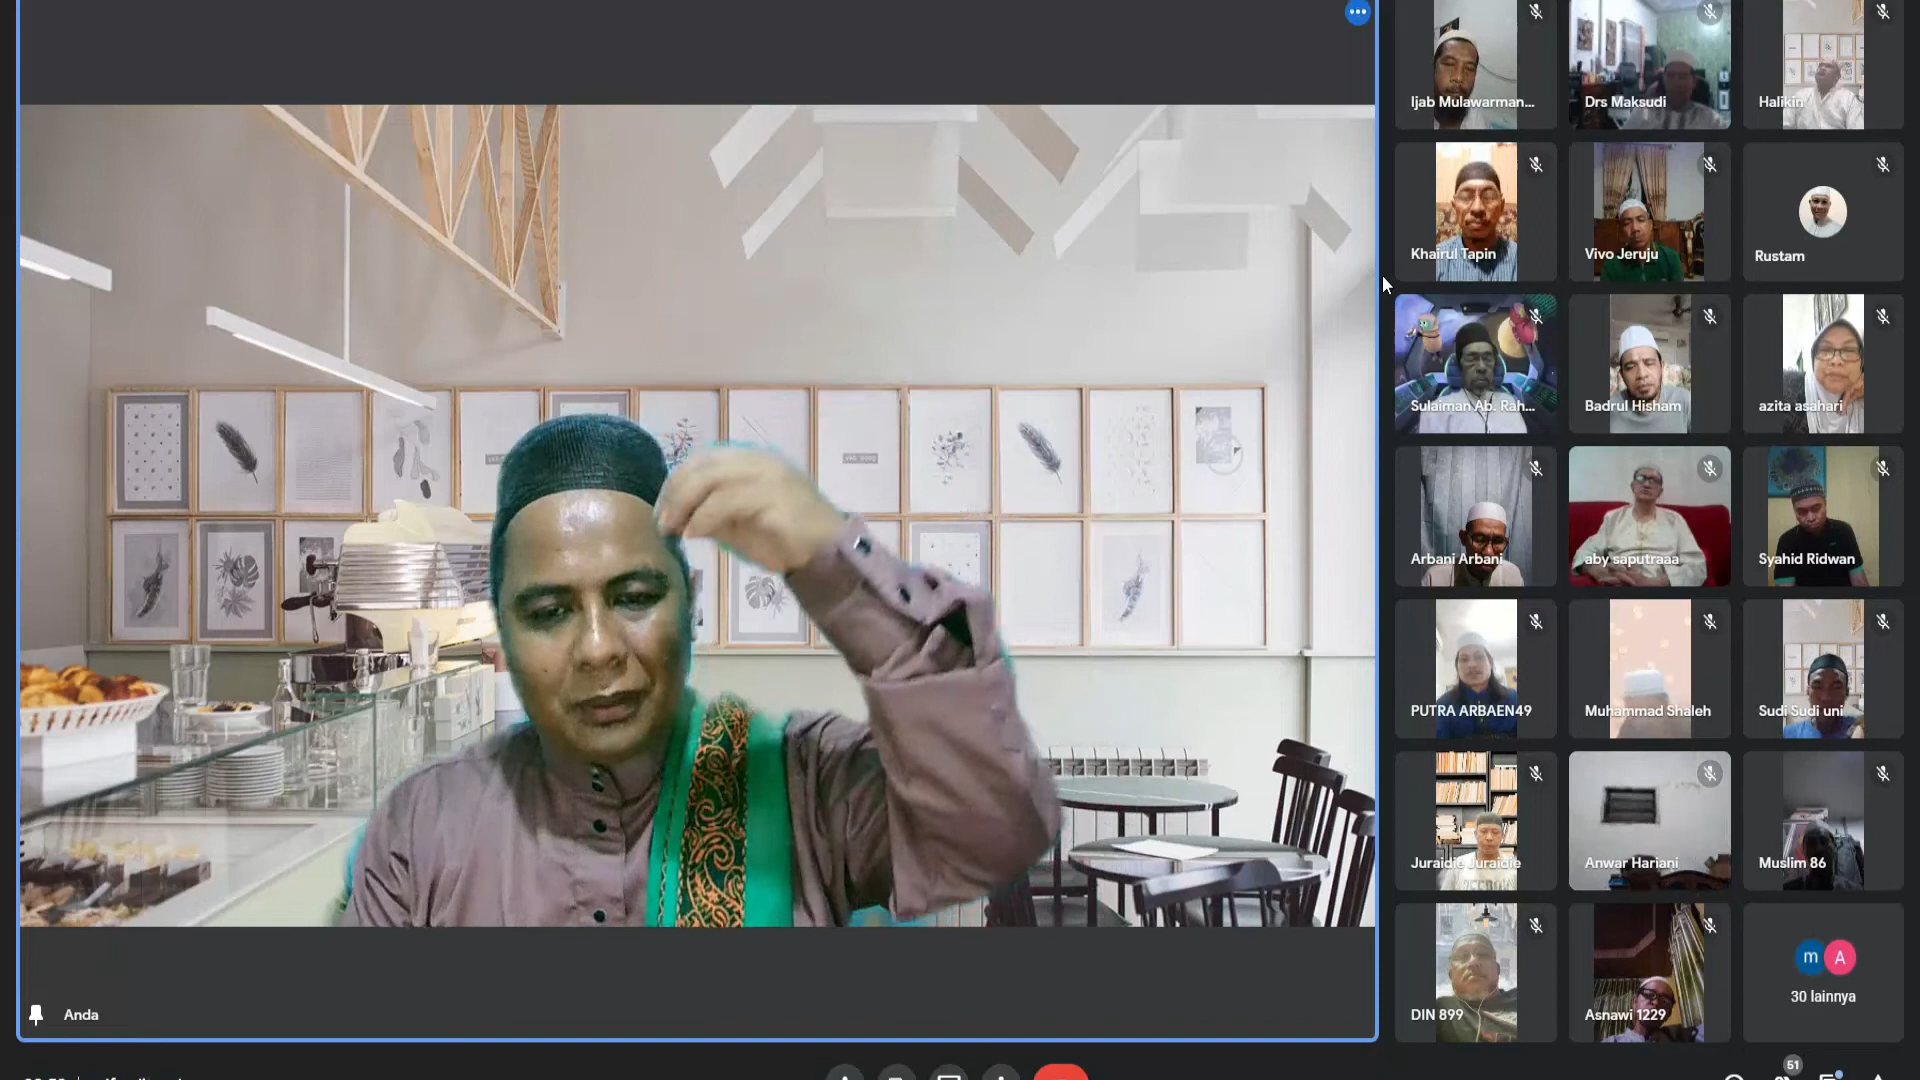 Ijab Mulawarman...
Drs Maksudi
Halikin
Khairul Tapin
Vivo Jeruju
Rustam
Sulaiman Ab. Rah...
Badrul Hisham
azita asahari
Arbani Arbani
aby saputraaa
Syahid Ridwan
PUTRA ARBAEN49
Muhammad Shaleh
Sudi Sudi uni
Juraidie Juraidie
Anwar Hariani
Muslim 86
m A
30 lainnya
DIN 899
Asnawi 1229
Anda
51